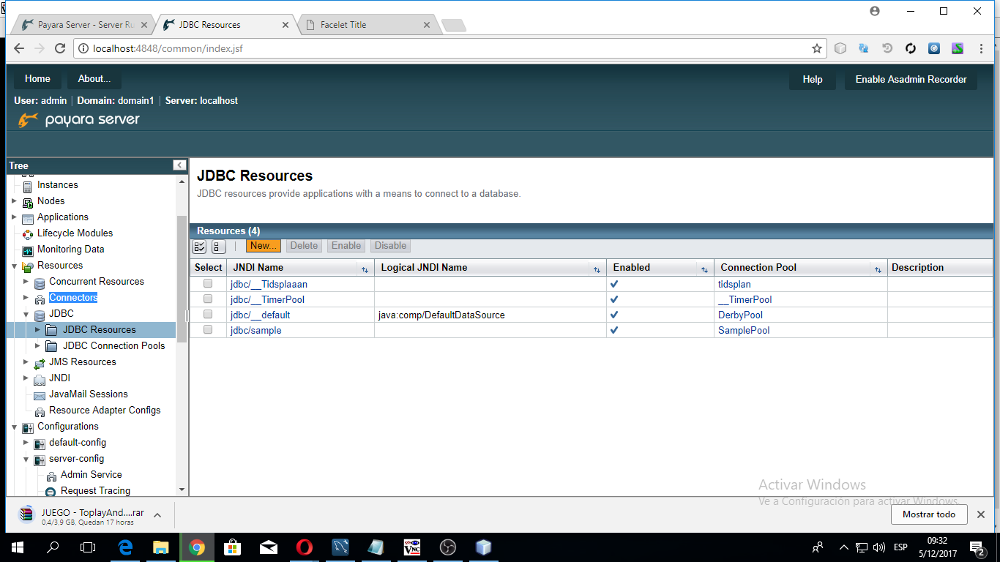 Payara Server - Server Ru
JDBC Resources
Facelet Title
localhost:4848/common/index.jsf
Home
About...
Help
Enable Asadmin Recorder
User: admin | Domain: domain1 | Server: localhost
payara server
Tree
Instances
Nodes
Applications
Lifecycle Modules
Monitoring Data
Resources
Concurrent Resources
Connectors
JDBC
JDBC Resources
JDBC Connection Pools
JMS Resources
JNDI
JavaMail Sessions
Resource Adapter Configs
Configurations
default-config
server-config
Admin Service
Request Tracing
JDBC Resources
JDBC resources provide applications with a means to connect to a database.
Resources (4)
New... Delete Enable Disable
Select JNDI Name Logical JNDI Name Enabled Connection Pool Description
jdbc/__Tidsplaaan tidsplan
jdbc/__TimerPool __TimerPool
jdbc/__default java:comp/DefaultDataSource DerbyPool
jdbc/sample SamplePool
Activar Windows
Ve a Configuración para activar Windows.
JUEGO - ToplayAnd....rar
0,4/3,9 GB, Quedan 17 horas
Mostrar todo
VNC
ESP
09:32
5/12/2017
2